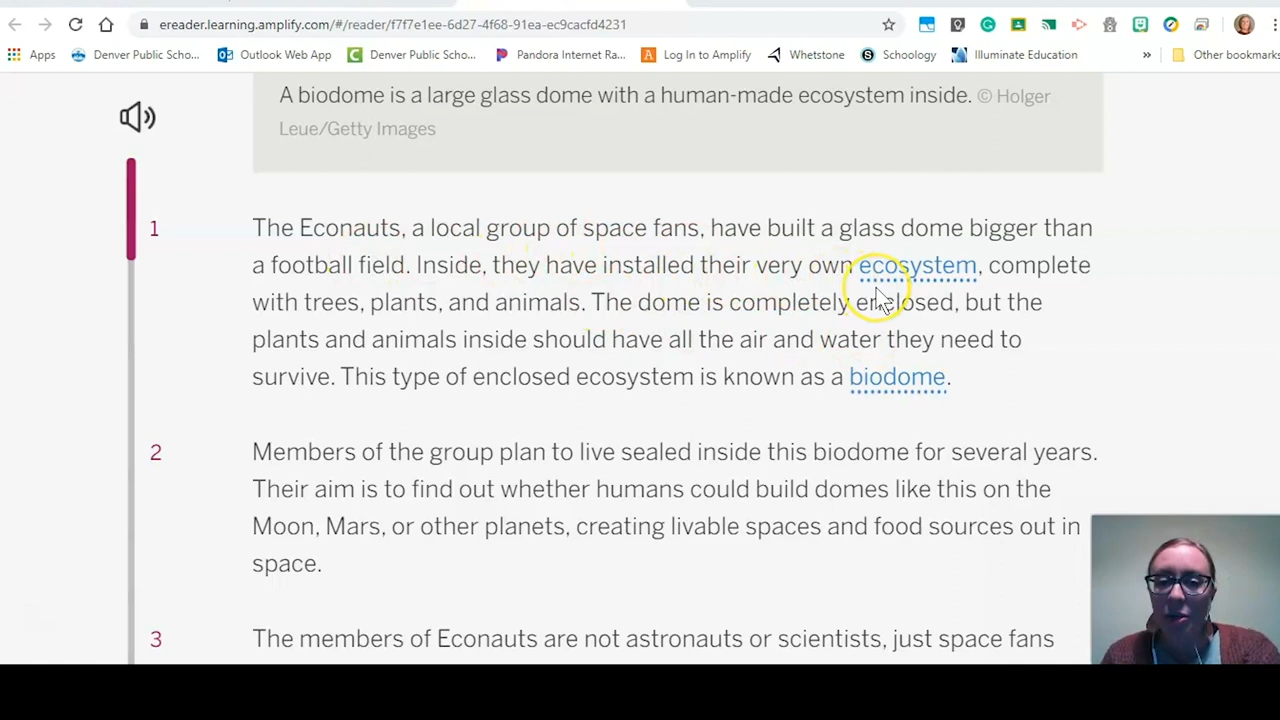 ereader.learning.amplify.com/#/reader/f7f7e1ee-6d27-4f68-91ea-ec9cacfd4231
Apps Denver Public Scho... Outlook Web App Denver Public Scho... Pandora Internet Ra... Log In to Amplify Whetstone Schoology Illuminate Education » Other bookmarks
A biodome is a large glass dome with a human-made ecosystem inside. © Holger
Leue/Getty Images
1 The Econauts, a local group of space fans, have built a glass dome bigger than
a football field. Inside, they have installed their very own ecosystem, complete
with trees, plants, and animals. The dome is completely enclosed, but the
plants and animals inside should have all the air and water they need to
survive. This type of enclosed ecosystem is known as a biodome.
2 Members of the group plan to live sealed inside this biodome for several years.
Their aim is to find out whether humans could build domes like this on the
Moon, Mars, or other planets, creating livable spaces and food sources out in
space.
3 The members of Econauts are not astronauts or scientists, just space fans